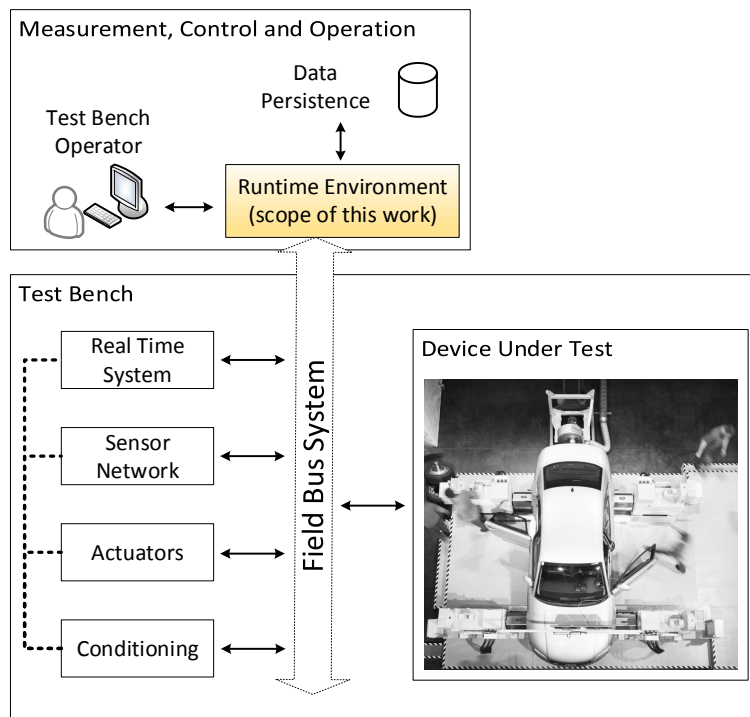 Measurement, Control and Operation
Data
Persistence
Test Bench
Operator
Runtime Environment
(scope of this work)
Test Bench
Real Time
System
Sensor
Network
Actuators
Conditioning
Field Bus System
Device Under Test